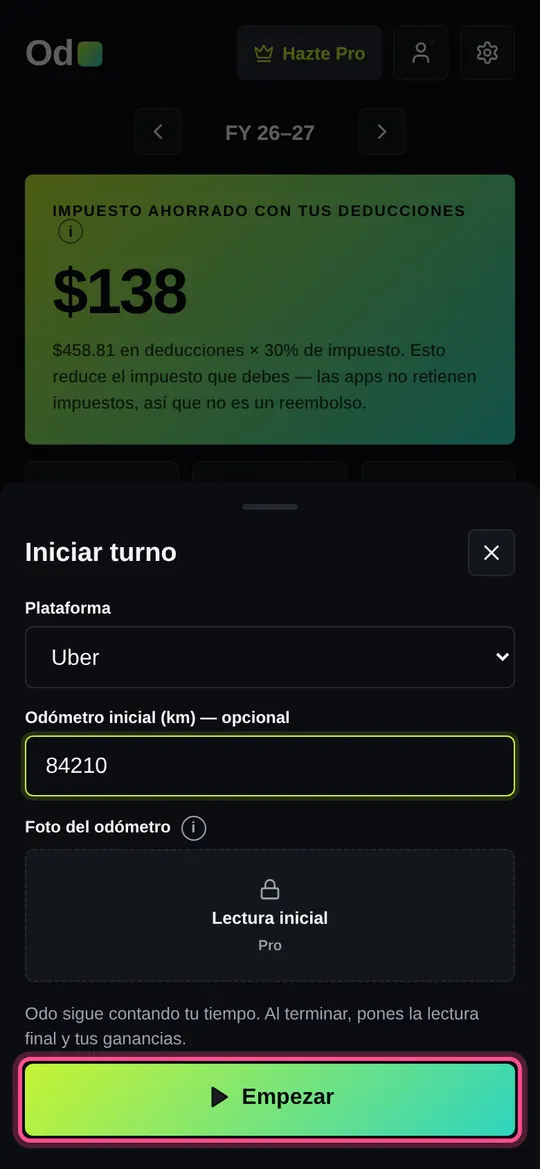 Od
Hazte Pro
FY 26–27
IMPUESTO AHORRADO CON TUS DEDUCCIONES
i
$138
$458.81 en deducciones × 30% de impuesto. Esto
reduce el impuesto que debes — las apps no retienen
impuestos, así que no es un reembolso.
Iniciar turno
Plataforma
Uber
Odómetro inicial (km) — opcional
84210
Foto del odómetro i
Lectura inicial
Pro
Odo sigue contando tu tiempo. Al terminar, pones la lectura
final y tus ganancias.
Empezar